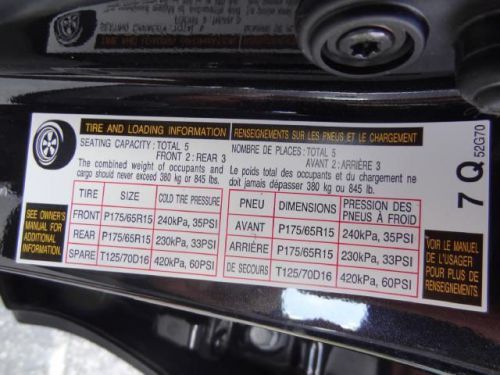 TIRE AND LOADING INFORMATION
SEATING CAPACITY: TOTAL 5
FRONT 2 : REAR 3
The combined weight of occupants and
cargo should never exceed 380 kg or 845 lb.
TIRE SIZE COLD TIRE PRESSURE
FRONT P175/65R15 240kPa, 35PSI
REAR P175/65R15 230kPa, 33PSI
SPARE T125/70D16 420kPa, 60PSI
SEE OWNER'S
MANUAL FOR
ADDITIONAL
INFORMATION.
RENSEIGNEMENTS SUR LES PNEUS ET LE CHARGEMENT
NOMBRE DE PLACES: TOTAL 5
AVANT 2 : ARRIÈRE 3
Le poids total des occupants et du chargement ne
doit jamais dépasser 380 kg ou 845 lb.
PNEU DIMENSIONS PRESSION DES
PNEUS À FROID
AVANT P175/65R15 240kPa, 35PSI
ARRIÈRE P175/65R15 230kPa, 33PSI
DE SECOURS T125/70D16 420kPa, 60PSI
VOIR LE MANUEL
DE L'USAGER
POUR PLUS DE
RENSEIGNEMENTS
7 Q
52G70